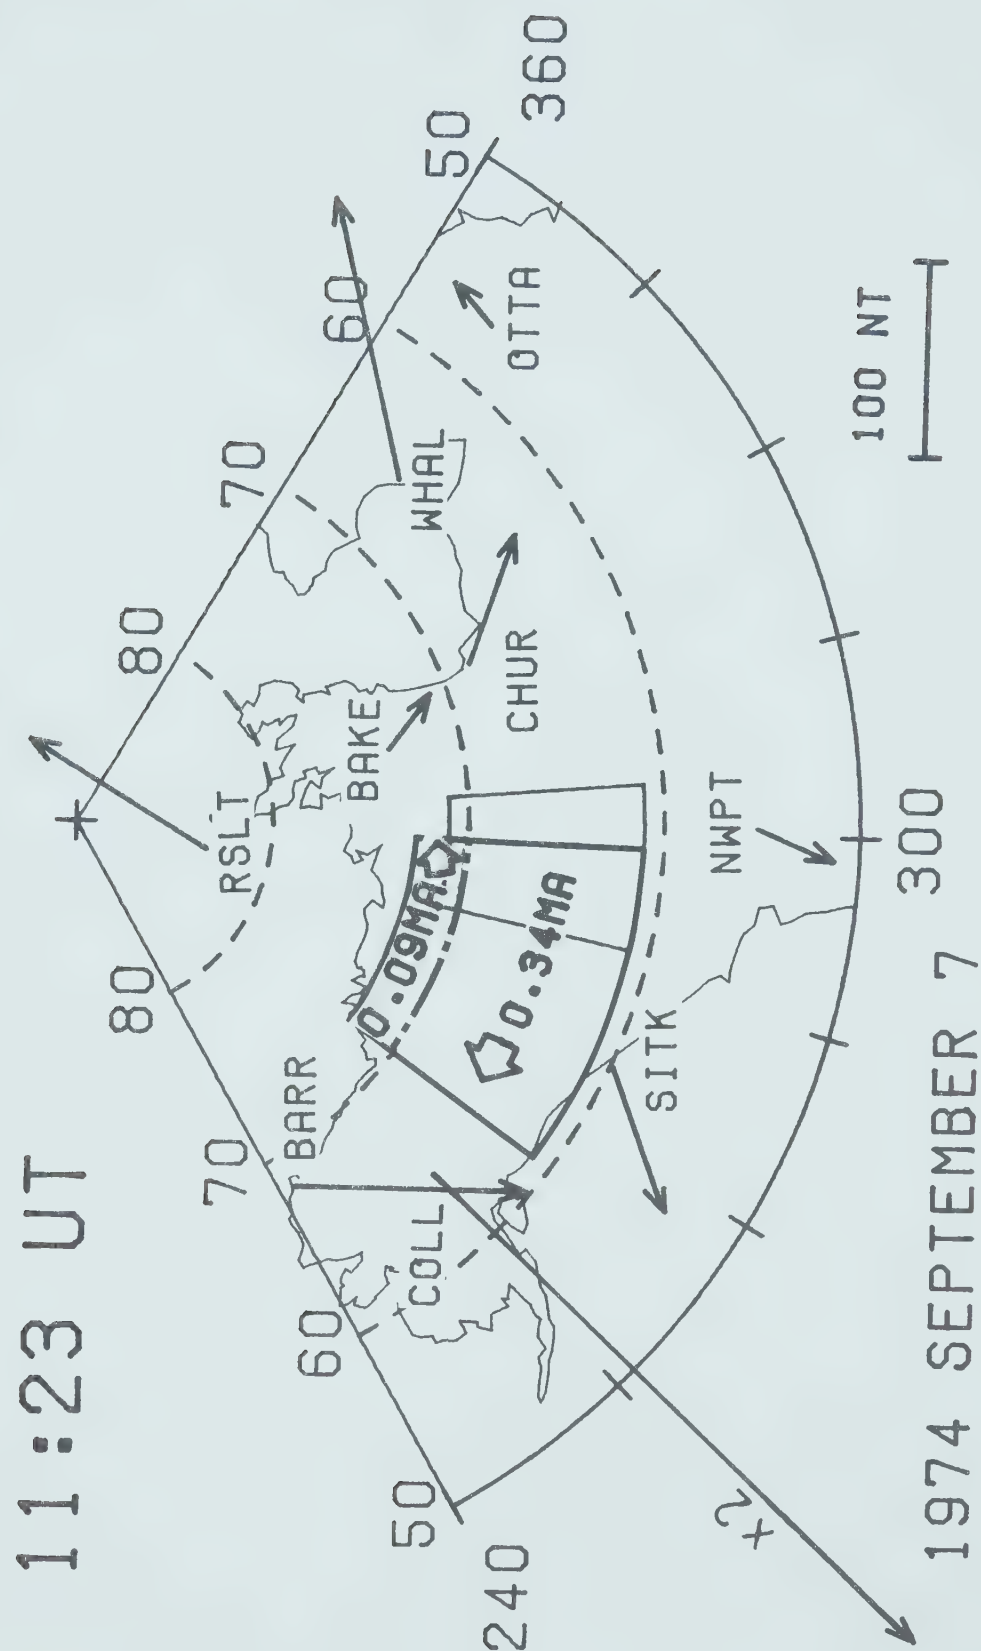 11:23 UT
1974 SEPTEMBER 7
240
50
60
70
80
80
70
60
50
360
300
RSLT
BARR
BAKE
COLL
WHAL
CHUR
OTTA
SITK
NWPT
0.09MA
0.34MA
×2
100 NT